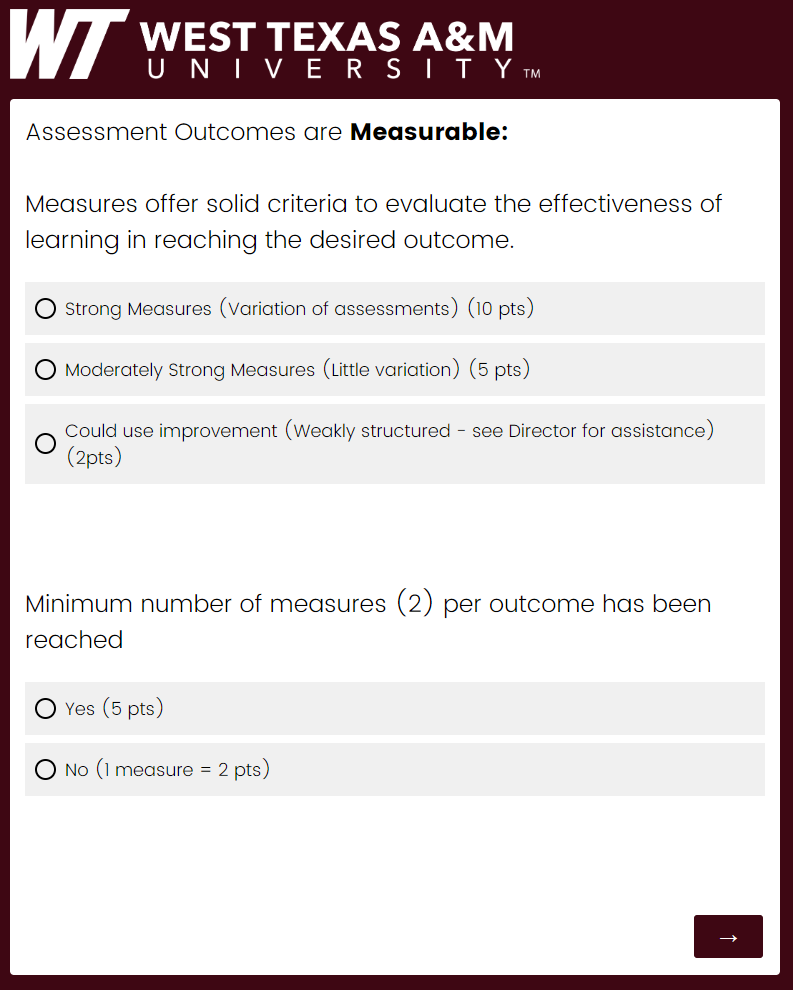 WT WEST TEXAS A&M
UNIVERSITY TM
Assessment Outcomes are Measurable:
Measures offer solid criteria to evaluate the effectiveness of
learning in reaching the desired outcome.
Strong Measures (Variation of assessments) (10 pts)
Moderately Strong Measures (Little variation) (5 pts)
Could use improvement (Weakly structured - see Director for assistance)
(2pts)
Minimum number of measures (2) per outcome has been
reached
Yes (5 pts)
No (1 measure = 2 pts)
→